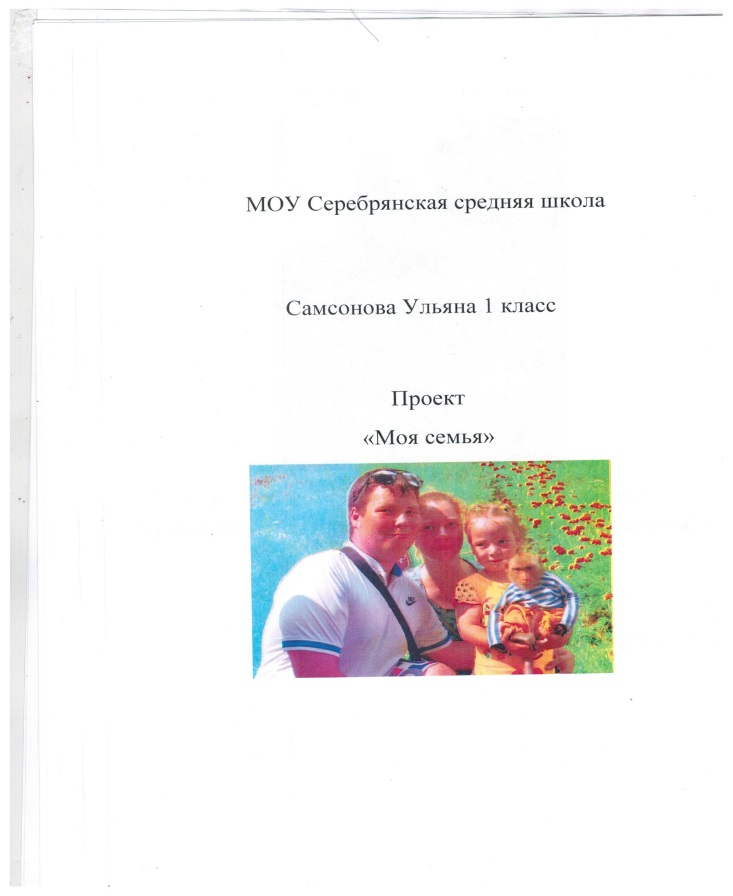 МОУ Серебрянская средняя школа
Самсонова Ульяна 1 класс
Проект
«Моя семья»